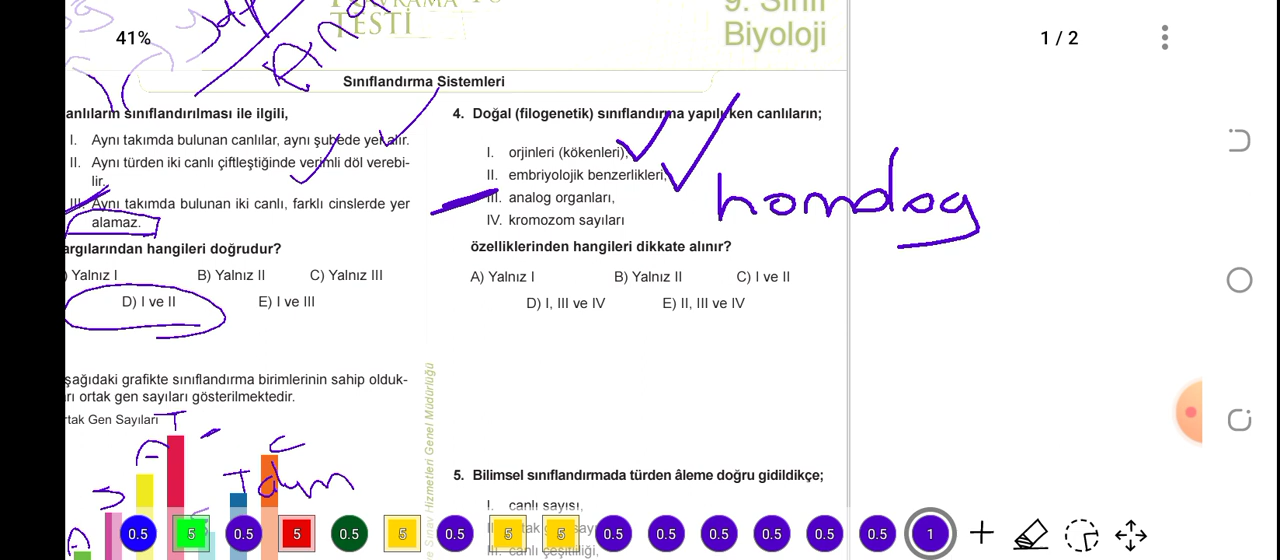 41%
TESTİ
9. Sınıf
Biyoloji
1 / 2
Sınıflandırma Sistemleri
anlıların sınıflandırılması ile ilgili,
I. Aynı takımda bulunan canlılar, aynı şubede yer alır.
II. Aynı türden iki canlı çiftleştiğinde verimli döl verebi-
lir.
III. Aynı takımda bulunan iki canlı, farklı cinslerde yer
alamaz.
argılarından hangileri doğrudur?
) Yalnız I B) Yalnız II C) Yalnız III
D) I ve II E) I ve III
şağıdaki grafikte sınıflandırma birimlerinin sahip olduk-
rı ortak gen sayıları gösterilmektedir.
rtak Gen Sayıları
T
C
4. Doğal (filogenetik) sınıflandırma yapılırken canlıların;
I. orjinleri (kökenleri),
II. embriyolojik benzerlikleri,
III. analog organları,
IV. kromozom sayıları
homolog
özelliklerinden hangileri dikkate alınır?
A) Yalnız I B) Yalnız II C) I ve II
D) I, III ve IV E) II, III ve IV
Hizmetleri Genel Müdürlüğü
5. Bilimsel sınıflandırmada türden âleme doğru gidildikçe;
I. canlı sayısı,
III. canlı çeşitliliği,
0.5 5 0.5 5 0.5 5 0.5 5 5 0.5 0.5 0.5 0.5 0.5 0.5 1